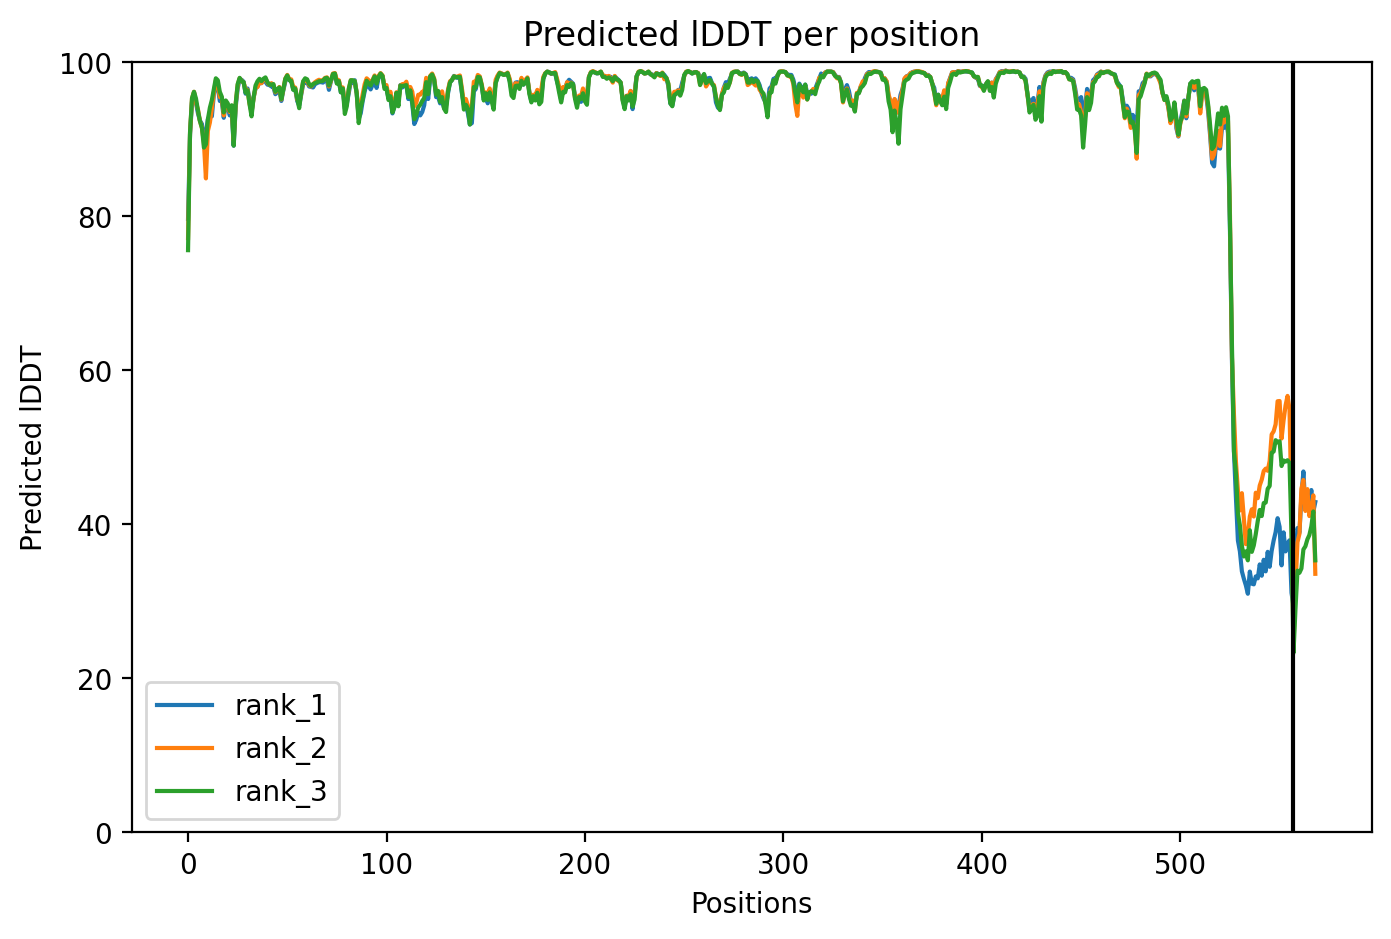 Predicted lDDT per position
100
80
60
40
20
0
Predicted lDDT
rank_1
rank_2
rank_3
0 100 200 300 400 500
Positions